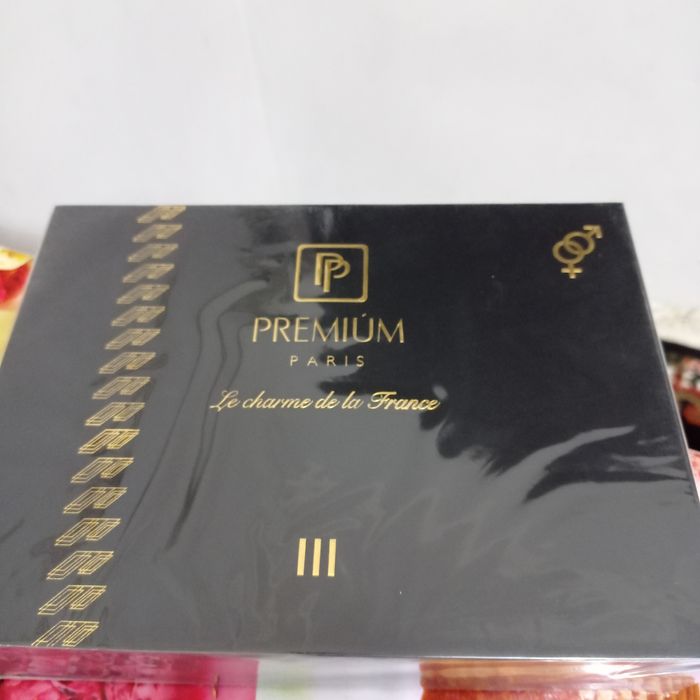 PP
PREMIÚM
PARIS
Le charme de la France
III